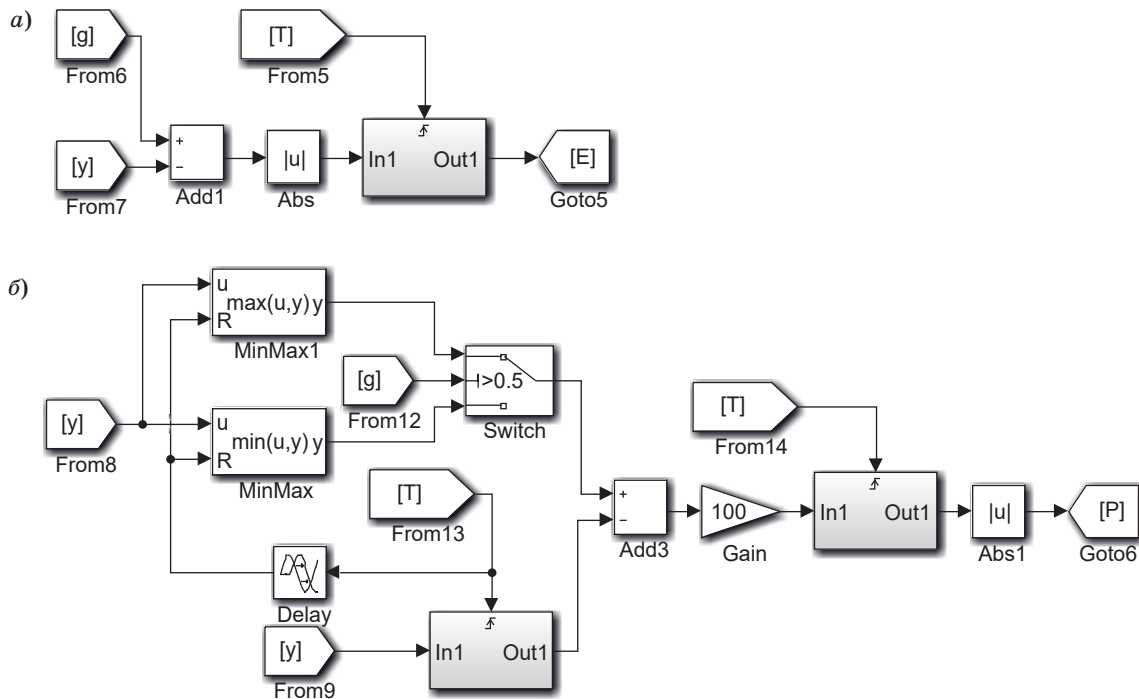 а)
[g]
From6
[T]
From5
[y]
From7
+
−
Add1
|u|
Abs
In1
Out1
[E]
Goto5
б)
u
R
max(u,y)
y
MinMax1
[g]
From12
>0.5
Switch
[y]
From8
u
R
min(u,y)
y
MinMax
[T]
From13
[T]
From14
+
−
Add3
100
Gain
In1
Out1
|u|
Abs1
[P]
Goto6
Delay
[y]
From9
In1
Out1